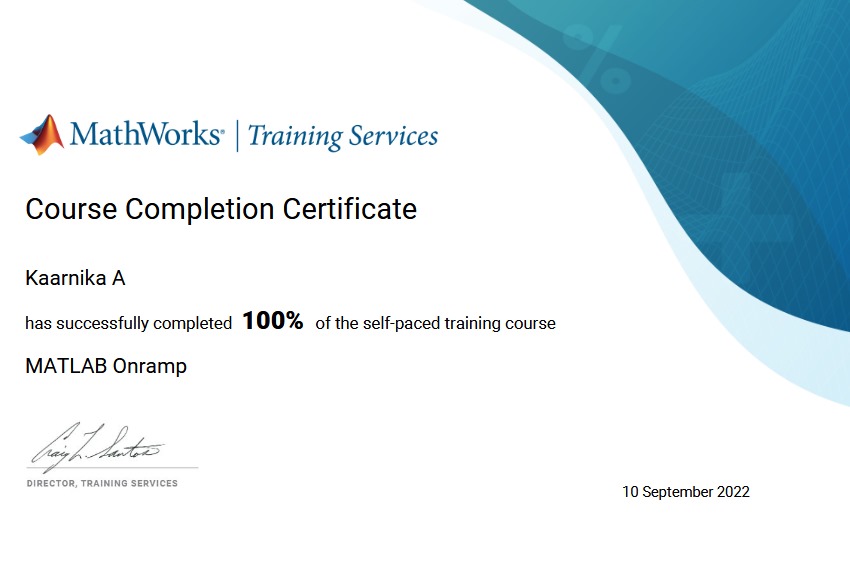 MathWorks® | Training Services
Course Completion Certificate
Kaarnika A
has successfully completed 100% of the self-paced training course
MATLAB Onramp
Craig L. Santos
DIRECTOR, TRAINING SERVICES
10 September 2022